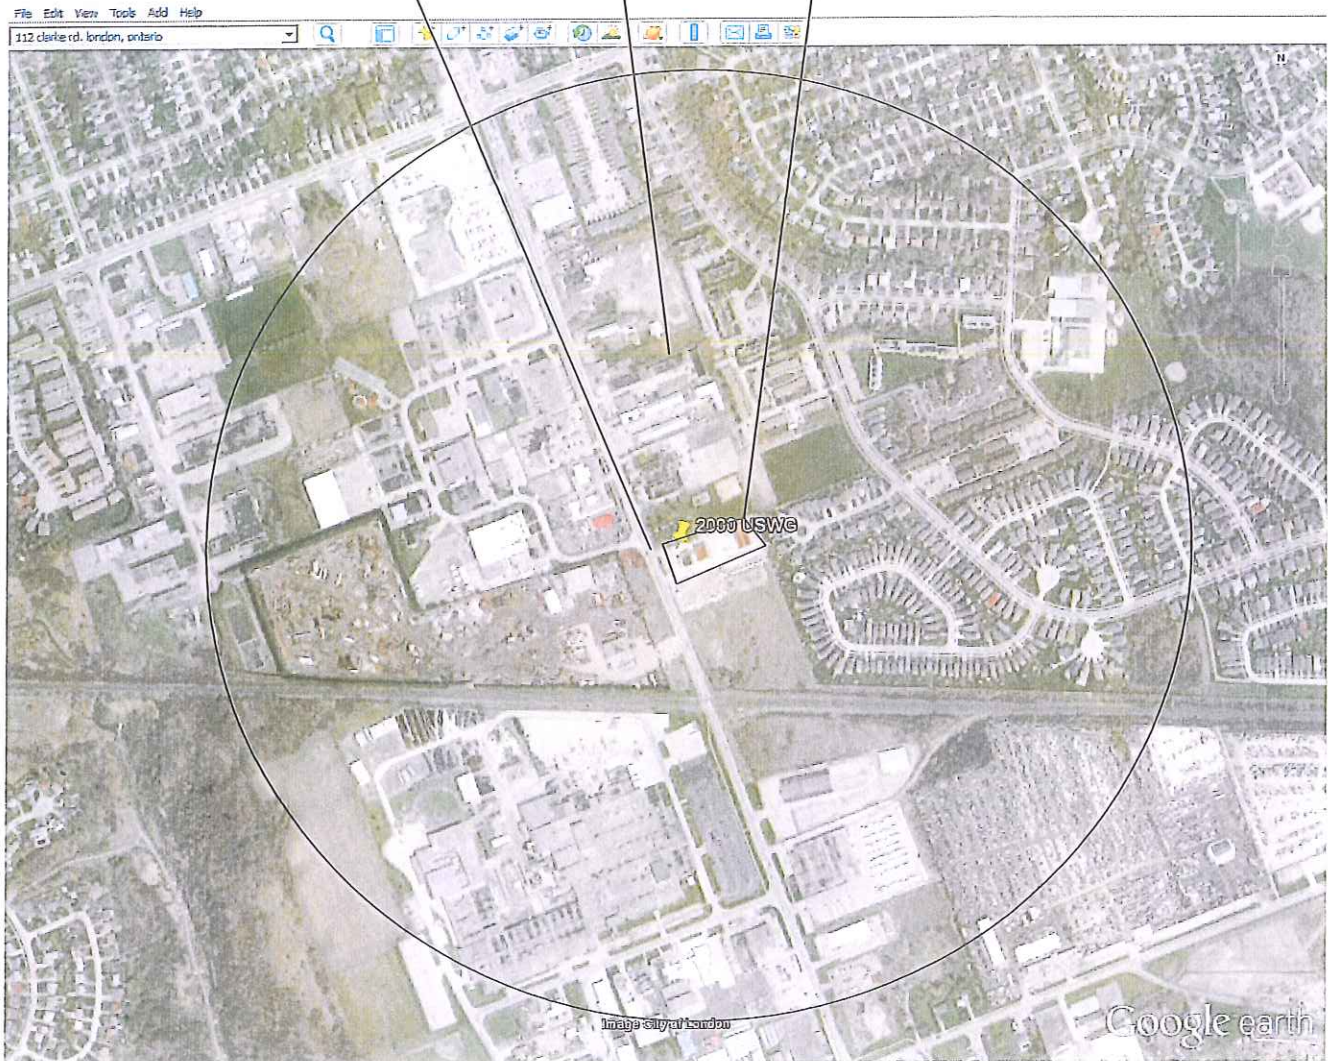 File Edit View Tools Add Help
112 clarke rd. london, ontario
N
2000 USWG
Image City of London
Google earth